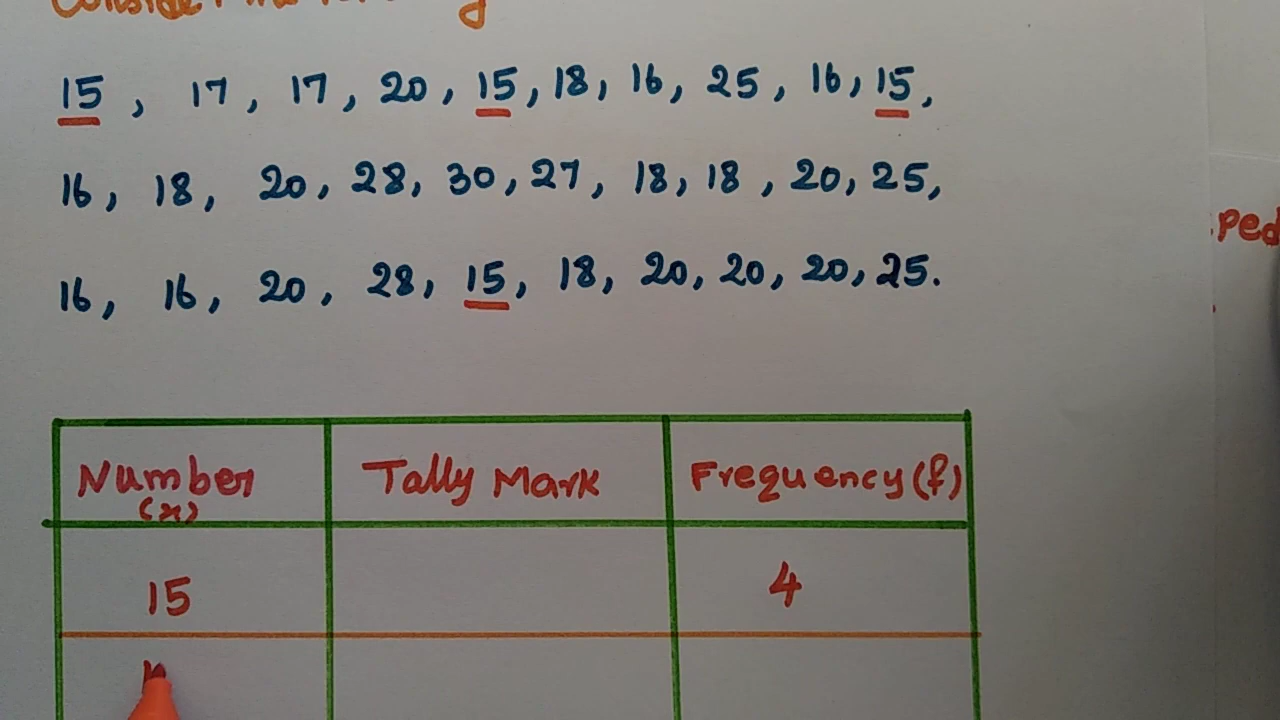 15, 17, 17, 20, 15, 18, 16, 25, 16, 15,
16, 18, 20, 28, 30, 27, 18, 18, 20, 25,
16, 16, 20, 28, 15, 18, 20, 20, 20, 25.
Number (x) Tally Mark Frequency (f)
15 4